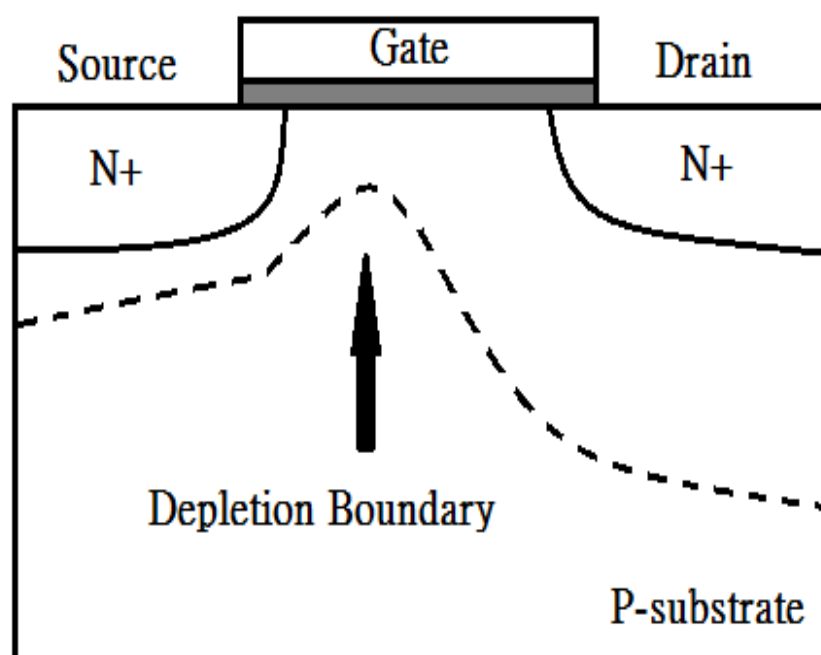 Source
Gate
Drain
N+
N+
Depletion Boundary
P-substrate